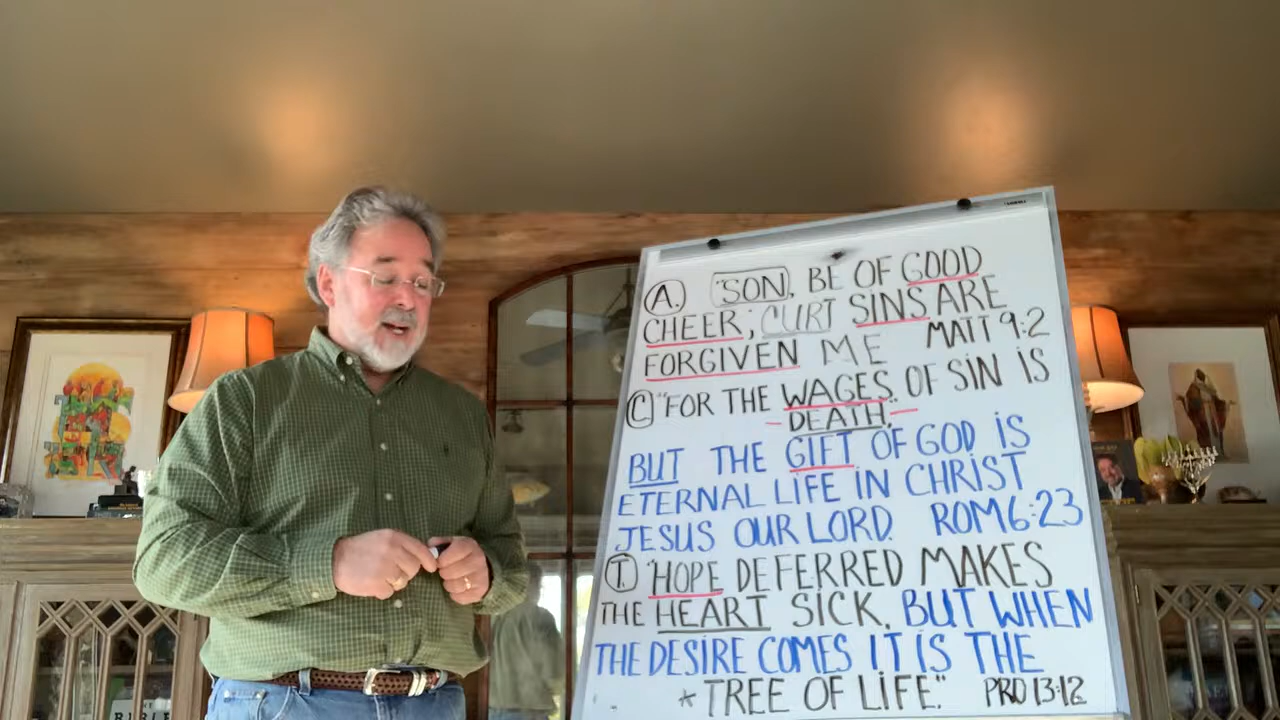 A. "SON, BE OF GOOD
CHEER; CURT SINS ARE
FORGIVEN ME MATT 9:2
C "FOR THE WAGES OF SIN IS
- DEATH," -
BUT THE GIFT OF GOD IS
ETERNAL LIFE IN CHRIST
JESUS OUR LORD. ROM 6:23
T. "HOPE DEFERRED MAKES
THE HEART SICK, BUT WHEN
THE DESIRE COMES IT IS THE
* TREE OF LIFE." PRO 13:12